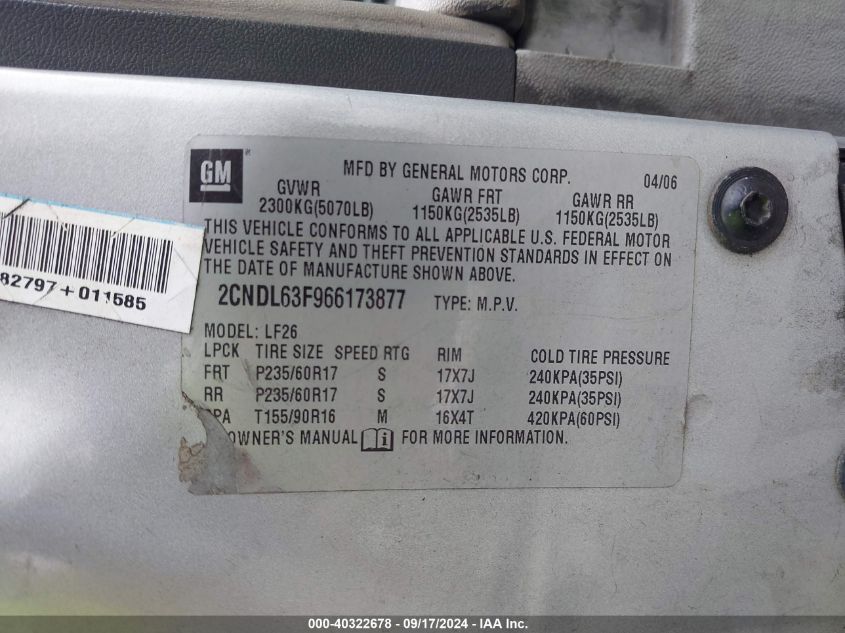 GM
MFD BY GENERAL MOTORS CORP. 04/06
GVWR GAWR FRT GAWR RR
2300KG(5070LB) 1150KG(2535LB) 1150KG(2535LB)
THIS VEHICLE CONFORMS TO ALL APPLICABLE U.S. FEDERAL MOTOR
VEHICLE SAFETY AND THEFT PREVENTION STANDARDS IN EFFECT ON
THE DATE OF MANUFACTURE SHOWN ABOVE.
2CNDL63F966173877 TYPE: M.P.V.
MODEL: LF26
LPCK TIRE SIZE SPEED RTG RIM COLD TIRE PRESSURE
FRT P235/60R17 S 17X7J 240KPA(35PSI)
RR P235/60R17 S 17X7J 240KPA(35PSI)
PA T155/90R16 M 16X4T 420KPA(60PSI)
OWNER'S MANUAL FOR MORE INFORMATION.
82797+011585
000-40322678 - 09/17/2024 - IAA Inc.